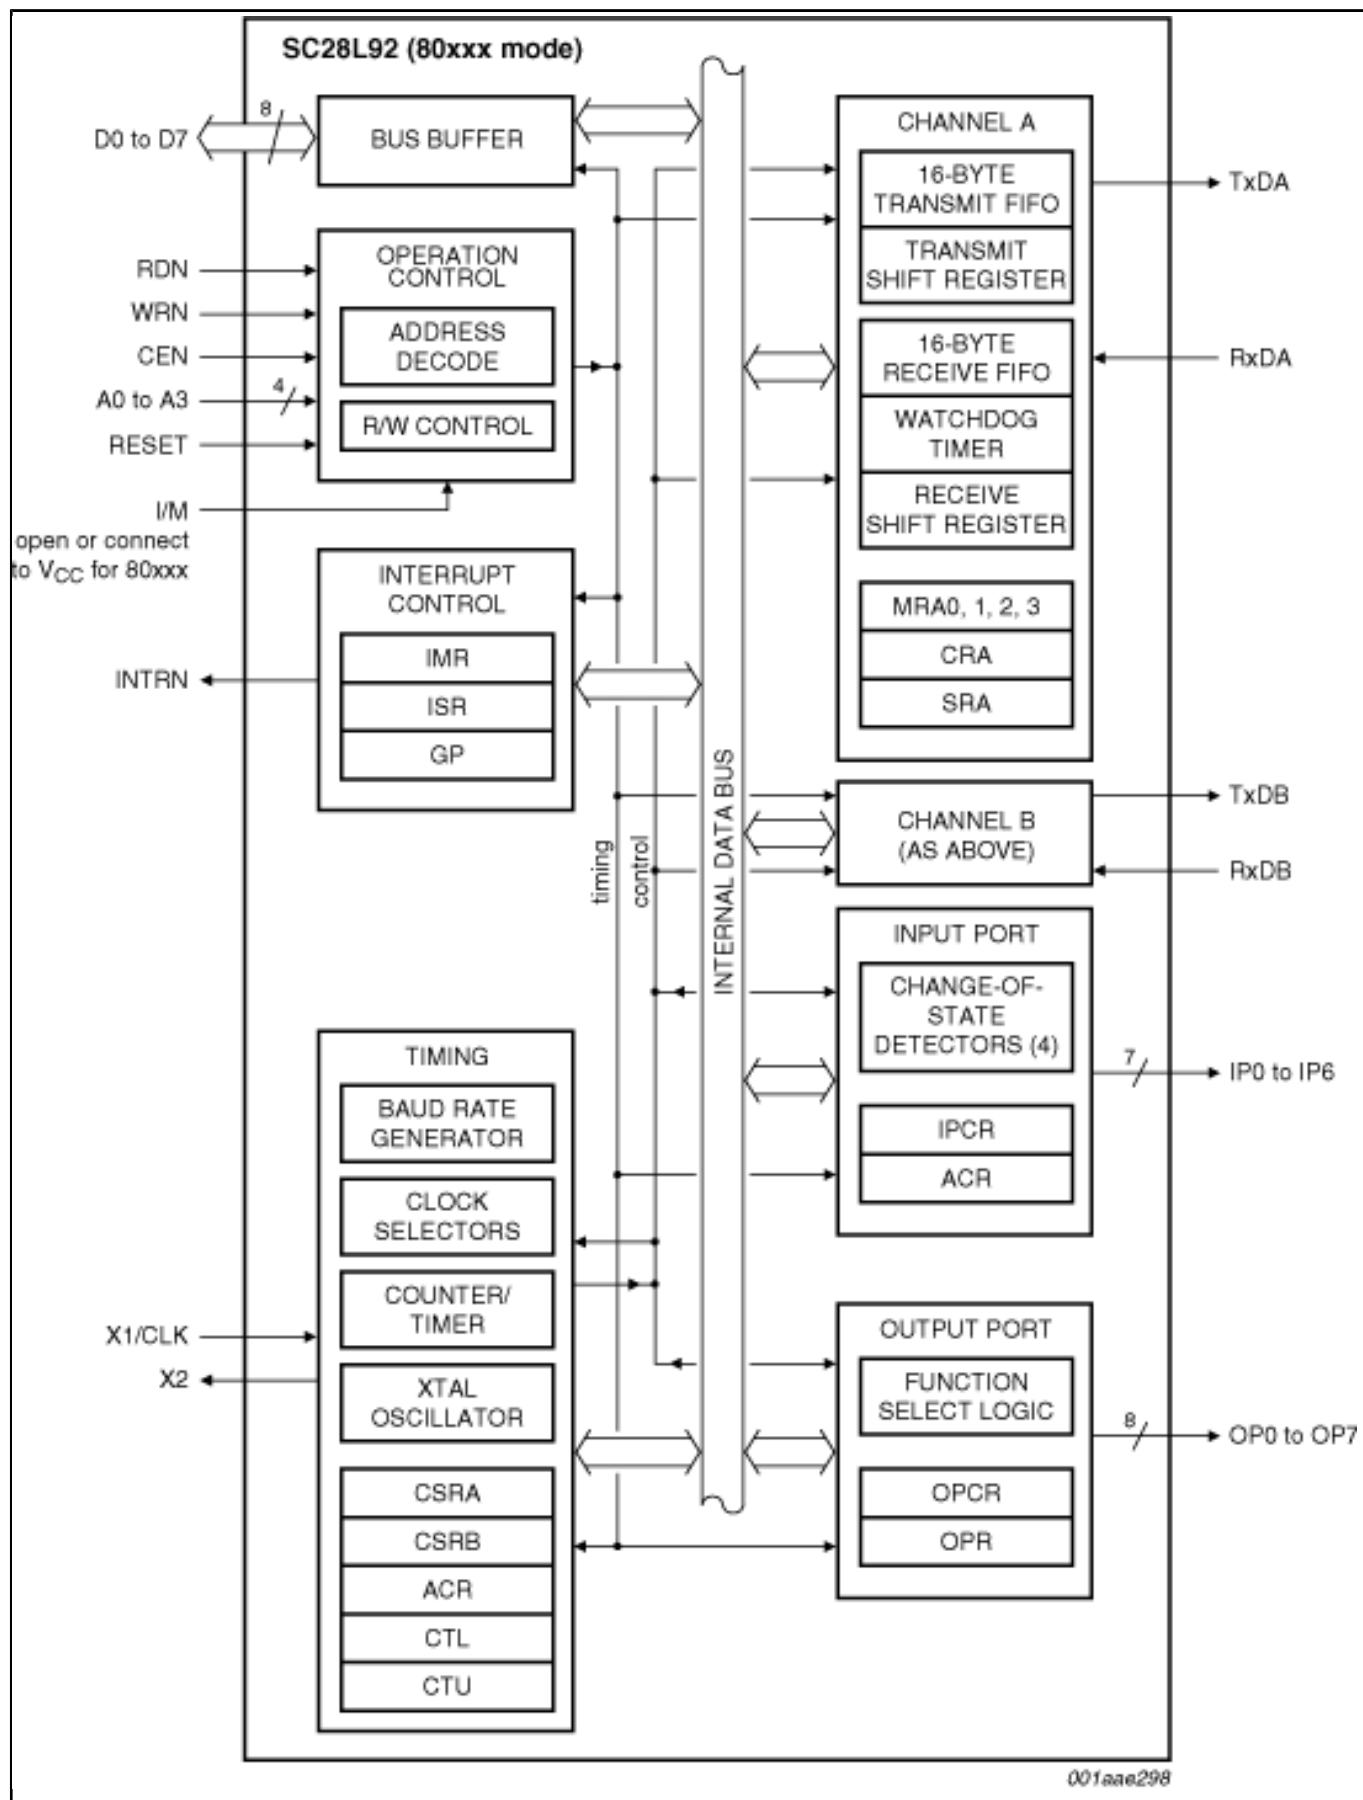 SC28L92 (80xxx mode)
8
D0 to D7
BUS BUFFER
RDN
WRN
CEN
4
A0 to A3
RESET
OPERATION
CONTROL
ADDRESS
DECODE
R/W CONTROL
I/M
open or connect
to VCC for 80xxx
INTERRUPT
CONTROL
IMR
ISR
GP
INTRN
timing
control
INTERNAL DATA BUS
TIMING
BAUD RATE
GENERATOR
CLOCK
SELECTORS
COUNTER/
TIMER
XTAL
OSCILLATOR
CSRA
CSRB
ACR
CTL
CTU
X1/CLK
X2
CHANNEL A
16-BYTE
TRANSMIT FIFO
TRANSMIT
SHIFT REGISTER
16-BYTE
RECEIVE FIFO
WATCHDOG
TIMER
RECEIVE
SHIFT REGISTER
MRA0, 1, 2, 3
CRA
SRA
TxDA
RxDA
CHANNEL B
(AS ABOVE)
TxDB
RxDB
INPUT PORT
CHANGE-OF-
STATE
DETECTORS (4)
IPCR
ACR
7
IP0 to IP6
OUTPUT PORT
FUNCTION
SELECT LOGIC
OPCR
OPR
8
OP0 to OP7
001aae298